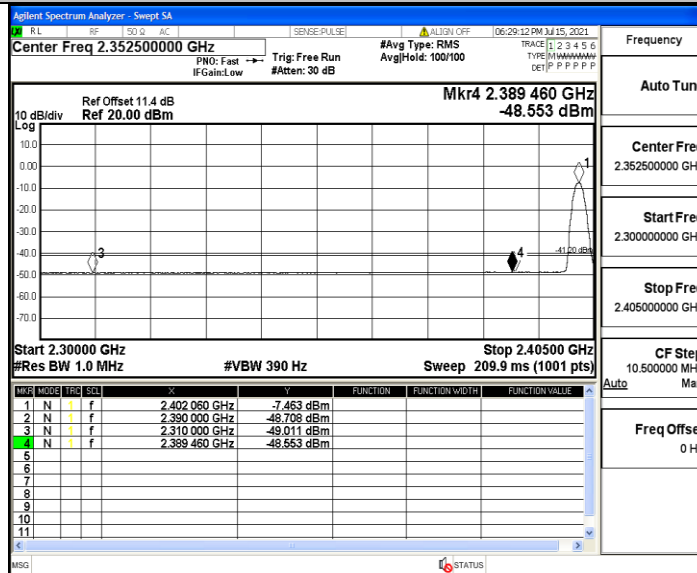 Agilent Spectrum Analyzer - Swept SA
RL RF 50 Ω AC SENSE:PULSE ALIGN OFF 06:29:12 PM Jul 15, 2021
Center Freq 2.352500000 GHz
PNO: Fast
IFGain:Low
Trig: Free Run
#Atten: 30 dB
#Avg Type: RMS
Avg|Hold: 100/100
TRACE 1 2 3 4 5 6
TYPE M WWWWW
DET P P P P P P
Ref Offset 11.4 dB
10 dB/div Ref 20.00 dBm
Log
Mkr4 2.389 460 GHz
-48.553 dBm
10.0
0.00
-10.0
-20.0
-30.0
-40.0
-50.0
-60.0
-70.0
1
3
4
-41.20 dBm
Start 2.30000 GHz Stop 2.40500 GHz
#Res BW 1.0 MHz #VBW 390 Hz Sweep 209.9 ms (1001 pts)
MKR MODE TRC SCL X Y FUNCTION FUNCTION WIDTH FUNCTION VALUE
1 N 1 f 2.402 060 GHz -7.463 dBm
2 N 1 f 2.390 000 GHz -48.708 dBm
3 N 1 f 2.310 000 GHz -49.011 dBm
4 N 1 f 2.389 460 GHz -48.553 dBm
5
6
7
8
9
10
11
MSG STATUS
Frequency
Auto Tun
Center Fre
2.352500000 GH
Start Fre
2.300000000 GH
Stop Fre
2.405000000 GH
CF Step
10.500000 MH
Auto Ma
Freq Offse
0 H